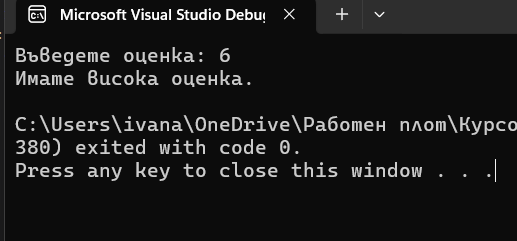 Microsoft Visual Studio Debu
Въведете оценка: 6
Имате висока оценка.
C:\Users\ivana\OneDrive\Работен плот\Курсо
380) exited with code 0.
Press any key to close this window . . .